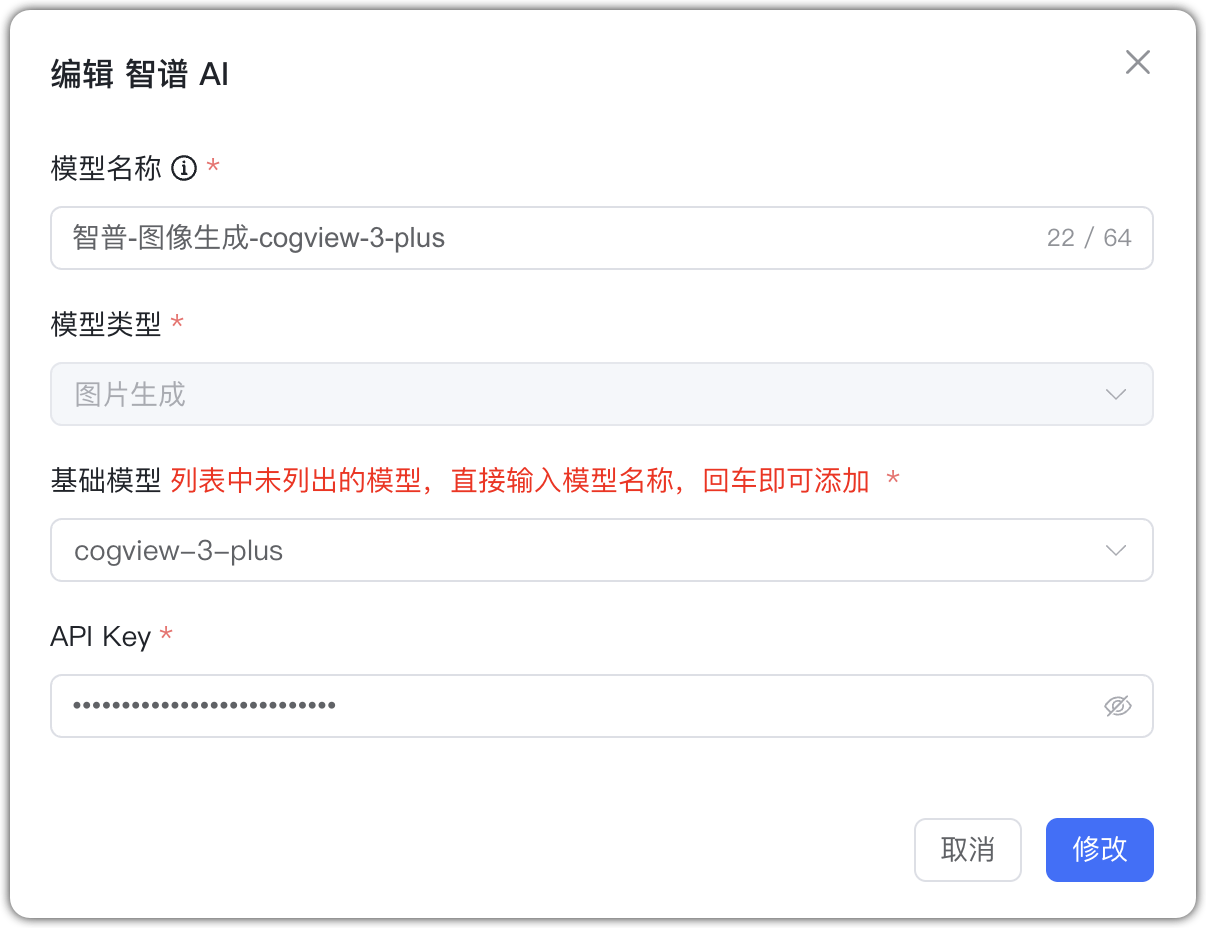 编辑 智谱 AI
模型名称 *
智普-图像生成-cogview-3-plus 22 / 64
模型类型 *
图片生成
基础模型 列表中未列出的模型，直接输入模型名称，回车即可添加 *
cogview-3-plus
API Key *
•••••••••••••••••••••••••••
取消 修改